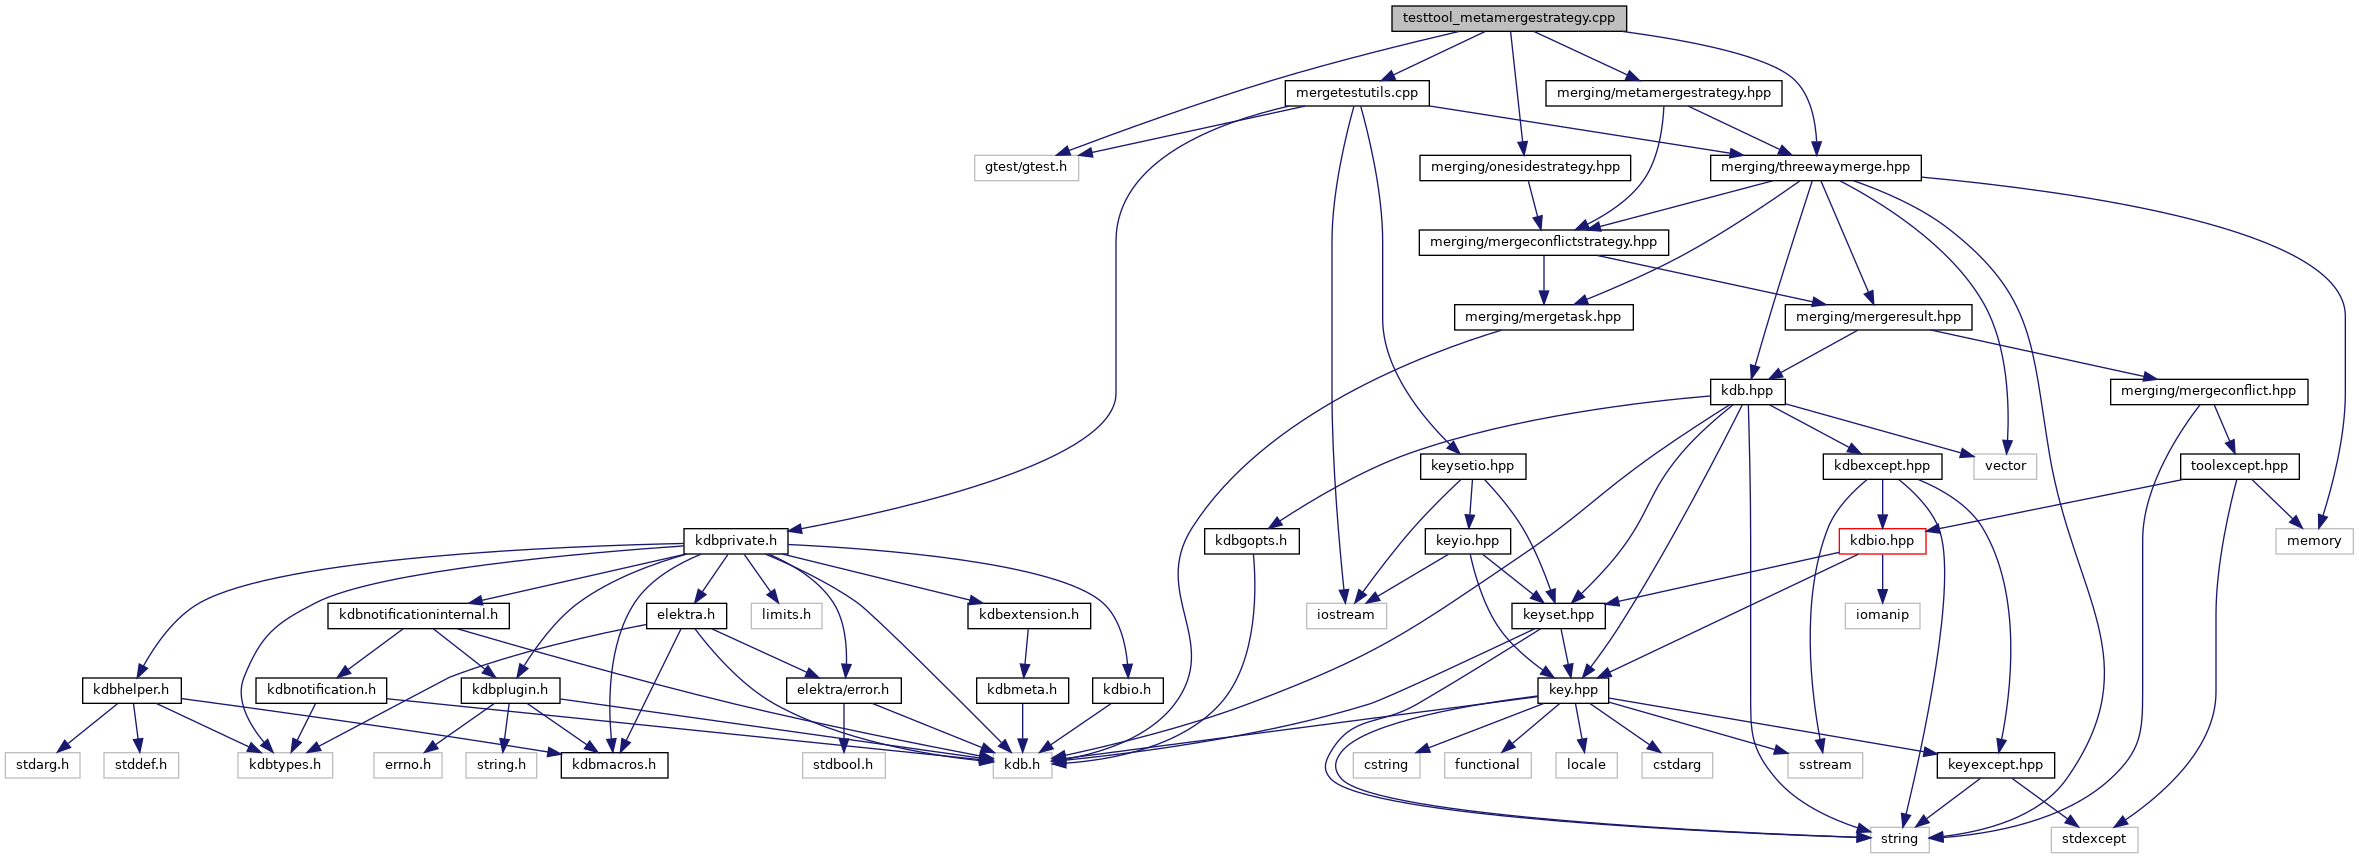 testtool_metamergestrategy.cpp
mergetestutils.cpp
merging/metamergestrategy.hpp
gtest/gtest.h
merging/onesidestrategy.hpp
merging/threewaymerge.hpp
merging/mergeconflictstrategy.hpp
merging/mergetask.hpp
merging/mergeresult.hpp
kdb.hpp
merging/mergeconflict.hpp
keysetio.hpp
kdbexcept.hpp
vector
toolexcept.hpp
kdbprivate.h
kdbgopts.h
keyio.hpp
kdbio.hpp
memory
kdbnotificationinternal.h
elektra.h
limits.h
kdbextension.h
iostream
keyset.hpp
iomanip
kdbhelper.h
kdbnotification.h
kdbplugin.h
elektra/error.h
kdbmeta.h
kdbio.h
key.hpp
stdarg.h
stddef.h
kdbtypes.h
errno.h
string.h
kdbmacros.h
stdbool.h
kdb.h
cstring
functional
locale
cstdarg
sstream
keyexcept.hpp
string
stdexcept